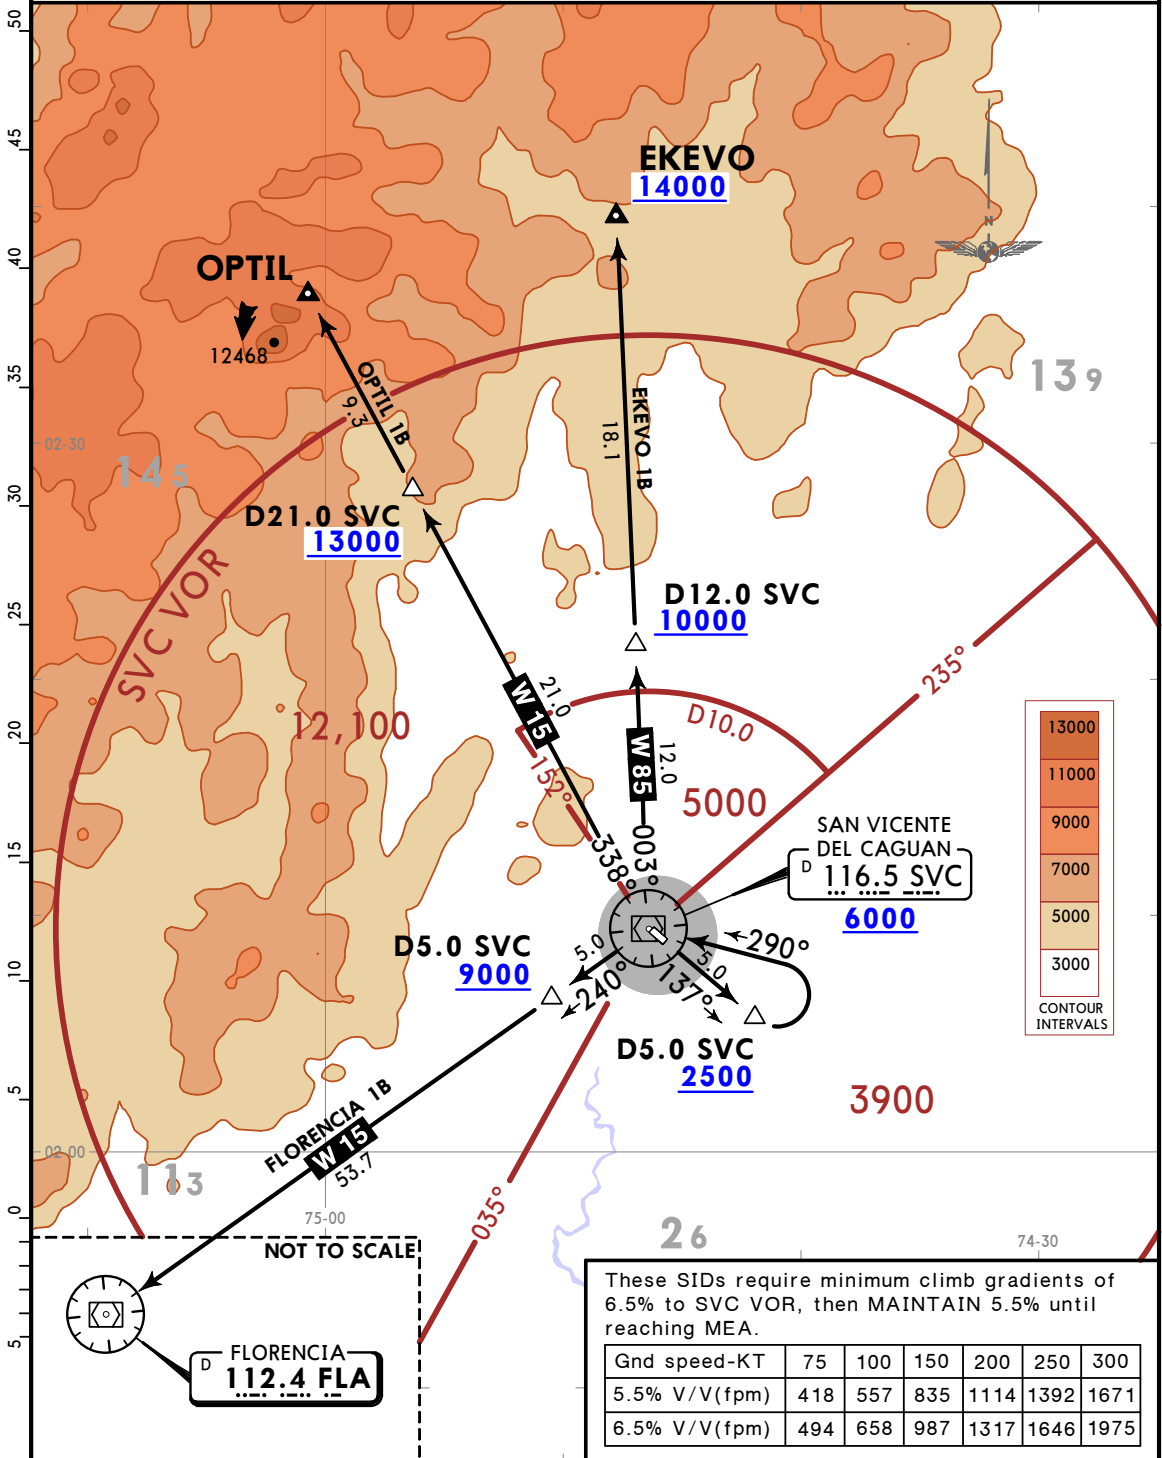 50
45
40
35
30
25
20
15
10
5
0
5
EKEVO
14000
N
OPTIL
12468
OPTIL 1B
9.3
EKEVO 1B
18.1
13 9
02-30
14 5
D21.0 SVC
13000
SVC VOR
D12.0 SVC
10000
235°
W 15
21.0
12,100
D10.0
W 85
12.0
152°
5000
338°
003°
SAN VICENTE
DEL CAGUAN
D 116.5 SVC
6000
13000
11000
9000
7000
5000
3000
CONTOUR
INTERVALS
D5.0 SVC
9000
5.0
240°
290°
5.0
137°
D5.0 SVC
2500
3900
FLORENCIA 1B
W 15
53.7
02-00
11 3
75-00
035°
26
74-30
NOT TO SCALE
FLORENCIA
D 112.4 FLA
These SIDs require minimum climb gradients of
6.5% to SVC VOR, then MAINTAIN 5.5% until
reaching MEA.
Gnd speed-KT 75 100 150 200 250 300
5.5% V/V(fpm) 418 557 835 1114 1392 1671
6.5% V/V(fpm) 494 658 987 1317 1646 1975